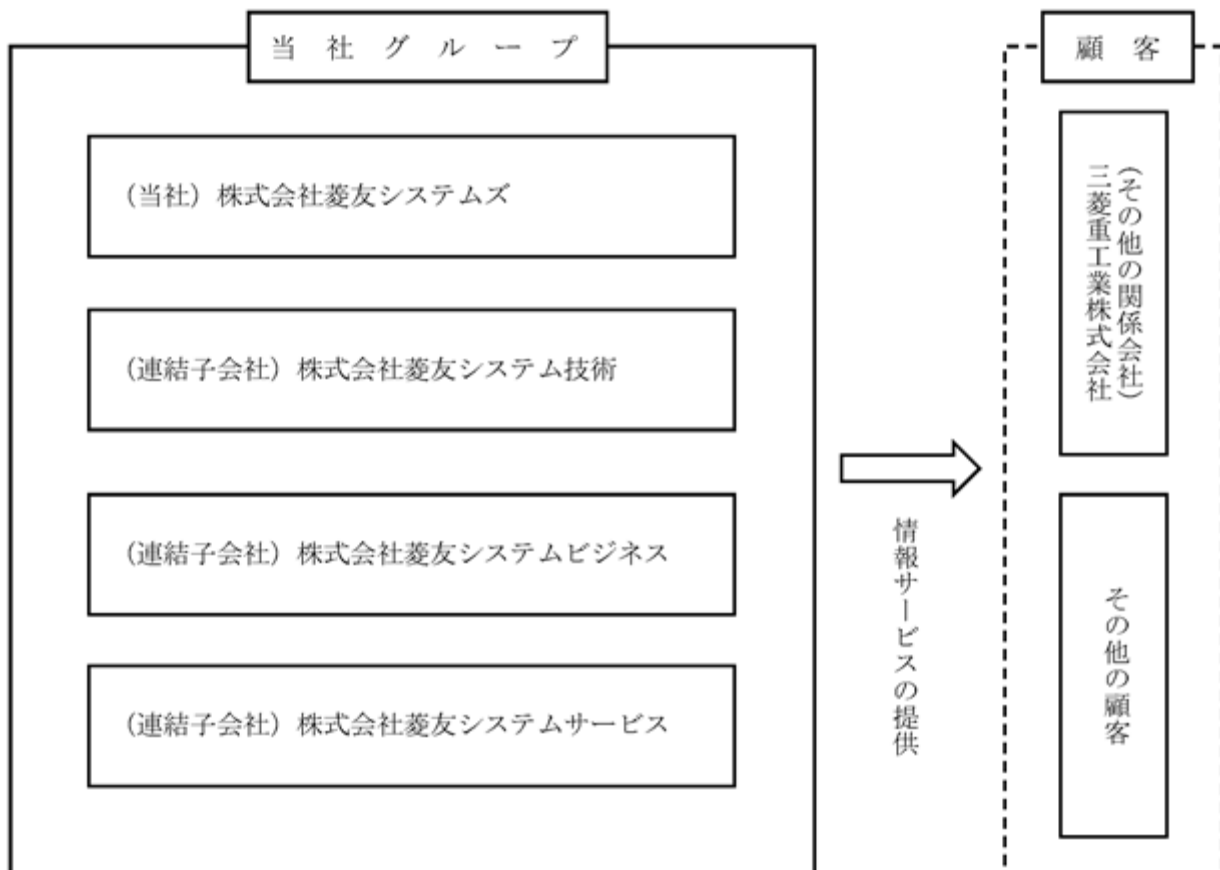 当社グループ
（当社）株式会社菱友システムズ
（連結子会社）株式会社菱友システム技術
（連結子会社）株式会社菱友システムビジネス
（連結子会社）株式会社菱友システムサービス
情報サービスの提供
顧客
（その他の関係会社）
三菱重工業株式会社
その他の顧客